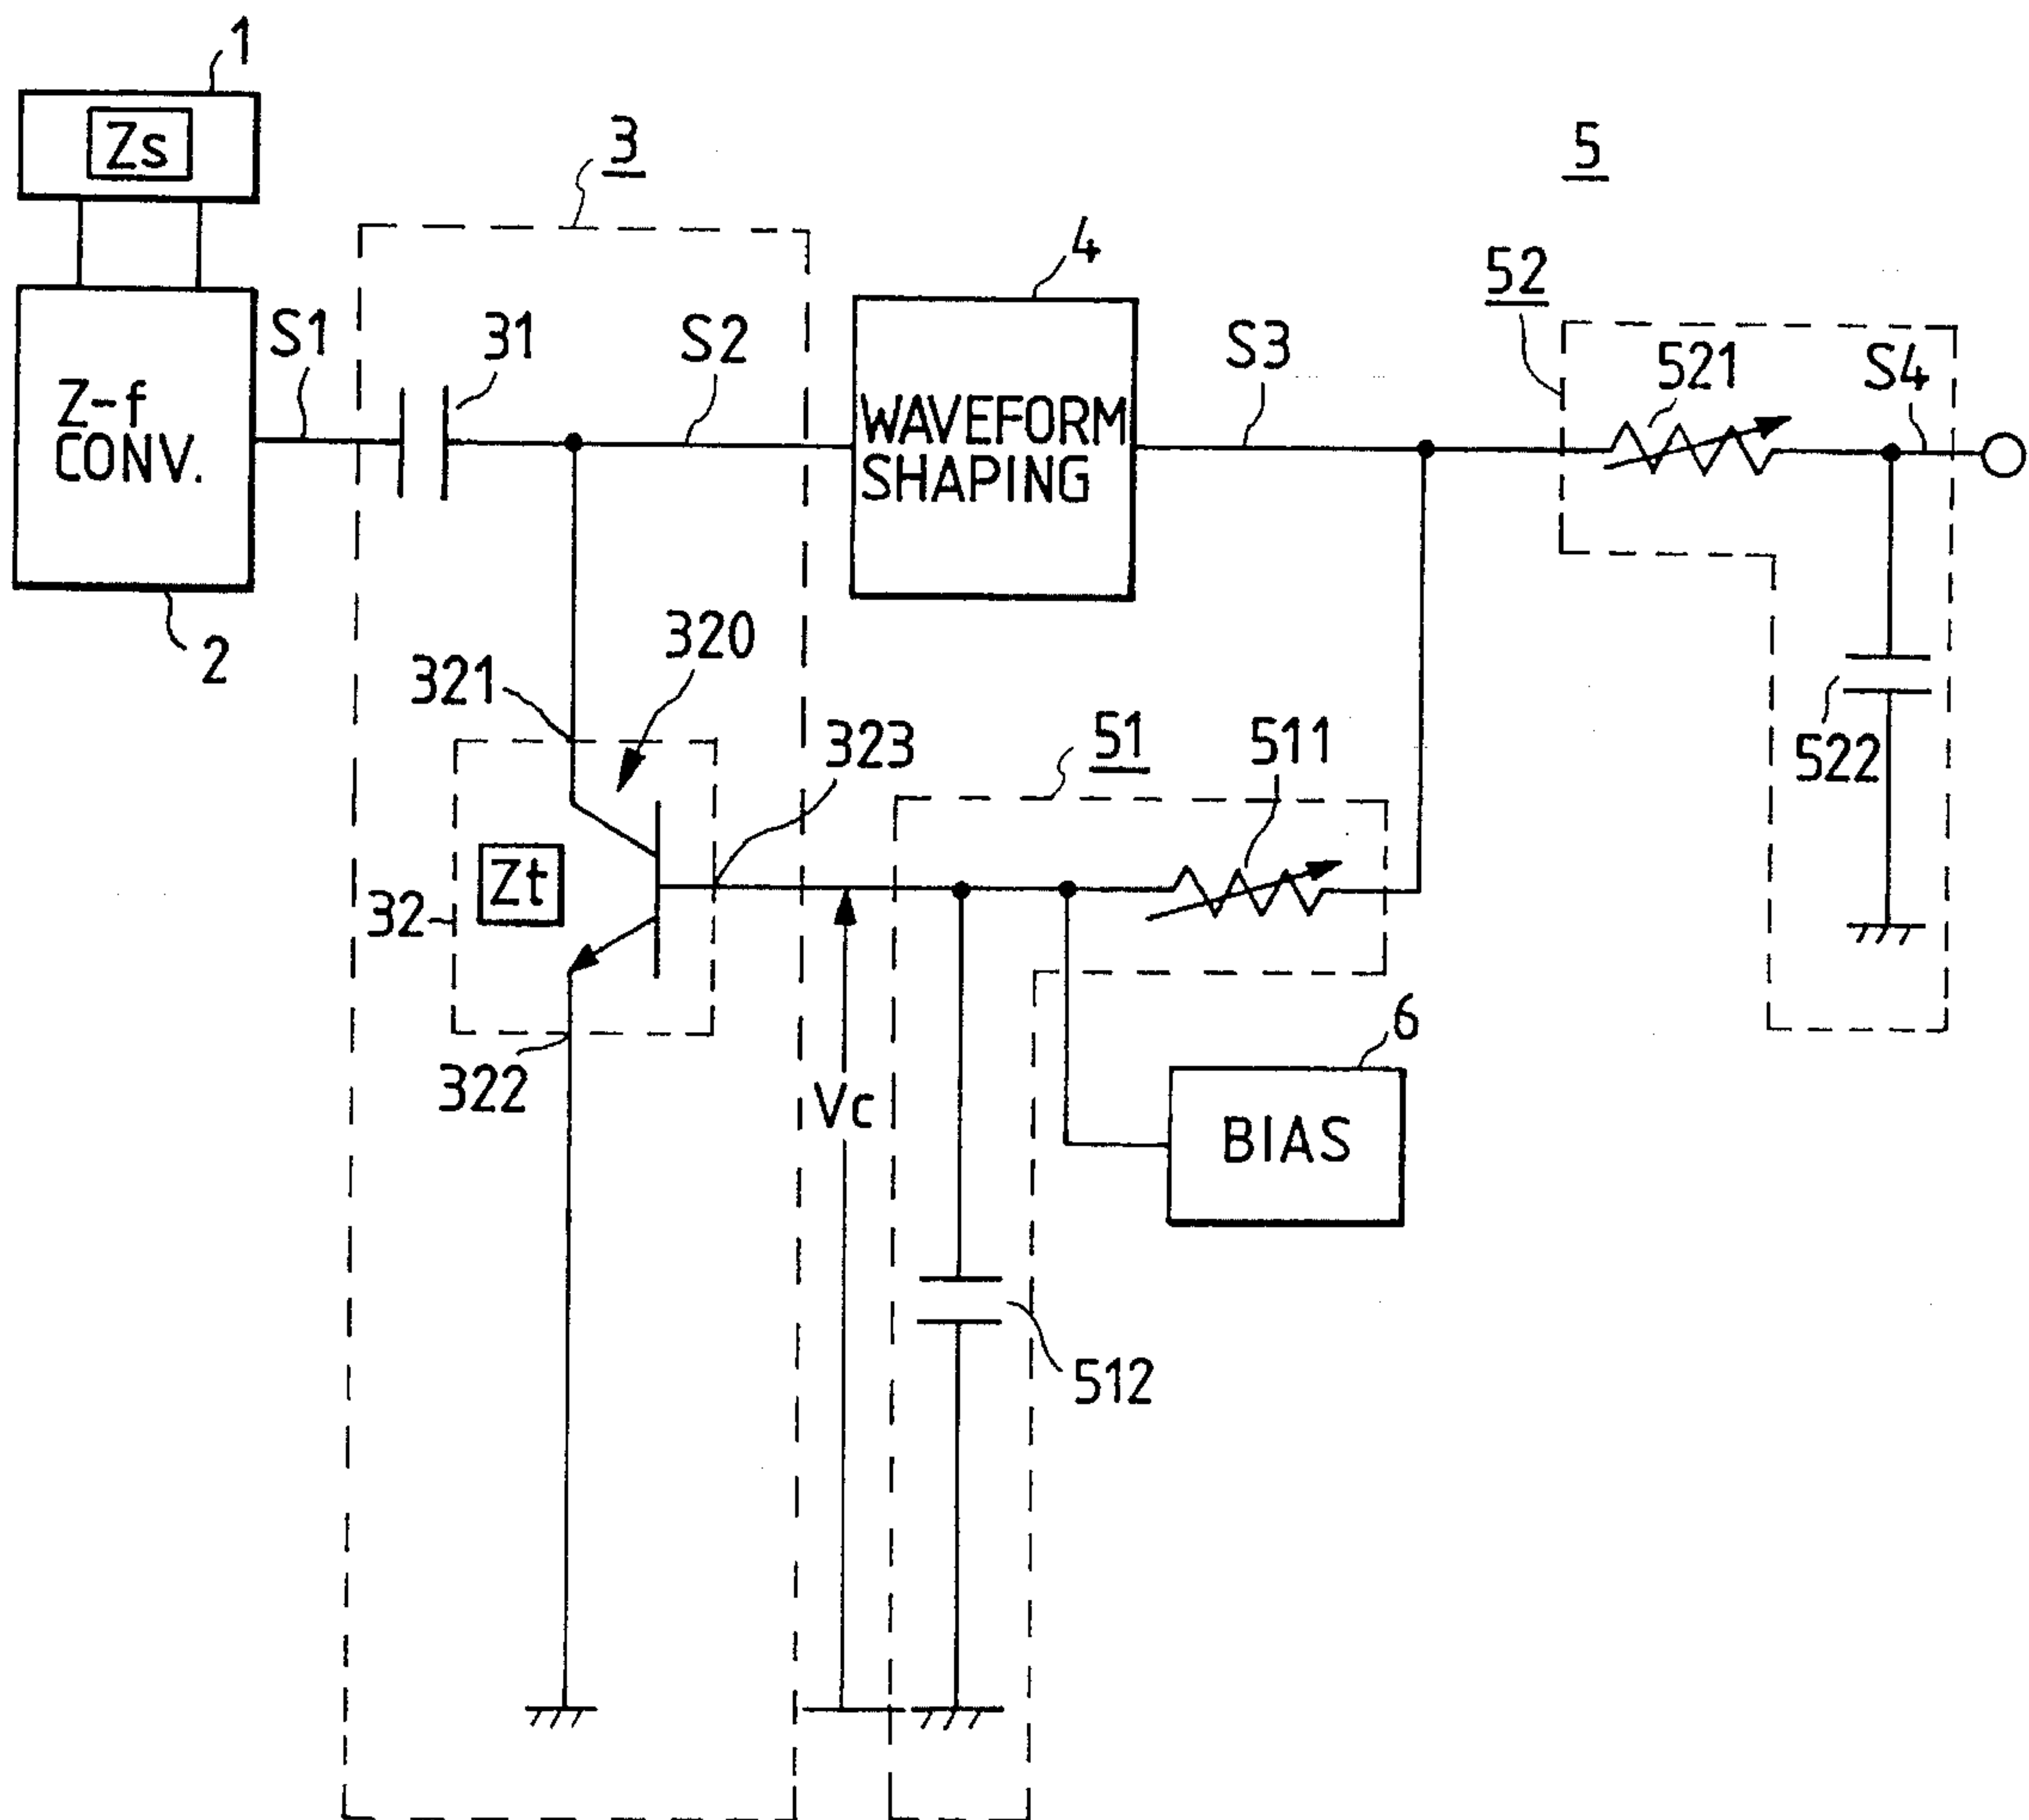 1
Zs
3
5
4
52
S1
31
S2
S3
521
S4
Z-f
CONV.
WAVEFORM
SHAPING
2
320
321
323
51
511
522
Zt
32
6
322
Vc
BIAS
512